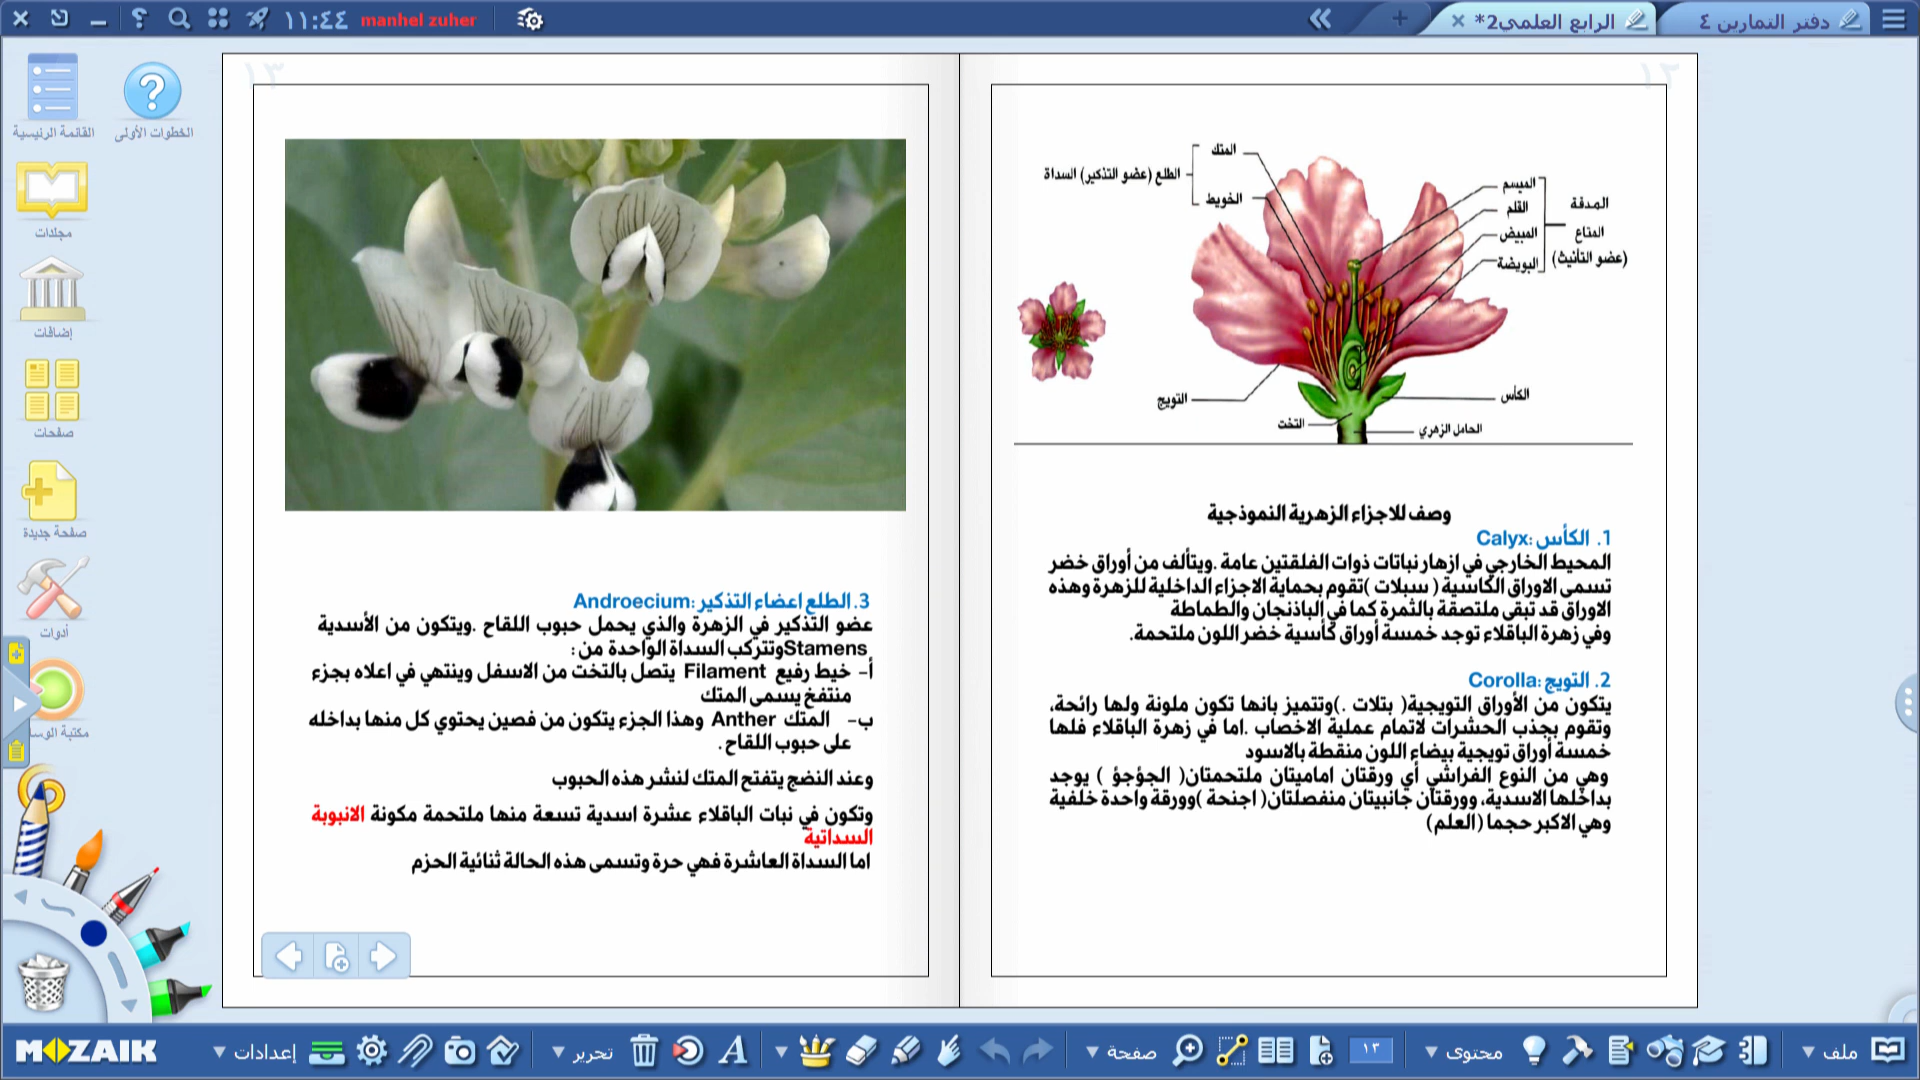 manhel zuher
١١:٤٤
الرابع العلمي2*
دفتر التمارين ٤
القائمة الرئيسية
الخطوات الأولى
مجلدات
إضافات
صفحات
صفحة جديدة
أدوات
مكتبة الوسا
١٢
المتك
الخويط
الطلع (عضو التذكير) السداة
الميسم
القلم
المبيض
البويضة
المدقة
المتاع
(عضو التأنيث)
التويج
الكأس
التخت
الحامل الزهري
وصف للاجزاء الزهرية النموذجية
1. الكأس :Calyx
المحيط الخارجي في ازهار نباتات ذوات الفلقتين عامة .ويتألف من أوراق خضر
تسمى الاوراق الكاسية ( سبلات )تقوم بحماية الاجزاء الداخلية للزهرة وهذه
الاوراق قد تبقى ملتصقة بالثمرة كما في الباذنجان والطماطة
وفي زهرة الباقلاء توجد خمسة أوراق كأسية خضر اللون ملتحمة.
2. التويج :Corolla
يتكون من الأوراق التويجية( بتلات .)وتتميز بانها تكون ملونة ولها رائحة،
وتقوم بجذب الحشرات لاتمام عملية الاخصاب .اما في زهرة الباقلاء فلها
خمسة أوراق تويجية بيضاء اللون منقطة بالاسود
وهي من النوع الفراشي أي ورقتان اماميتان ملتحمتان( الجؤجؤ ) يوجد
بداخلها الاسدية، وورقتان جانبيتان منفصلتان( اجنحة )وورقة واحدة خلفية
وهي الاكبر حجما (العلم)
١٣
3. الطلع اعضاء التذكير :Androecium
عضو التذكير في الزهرة والذي يحمل حبوب اللقاح .ويتكون من الأسدية
Stamensوتتركب السداة الواحدة من :
أ- خيط رفيع Filament يتصل بالتخت من الاسفل وينتهي في اعلاه بجزء
منتفخ يسمى المتك
ب- المتك Anther وهذا الجزء يتكون من فصين يحتوي كل منها بداخله
على حبوب اللقاح .
وعند النضج يتفتح المتك لنشر هذه الحبوب
وتكون في نبات الباقلاء عشرة اسدية تسعة منها ملتحمة مكونة الانبوبة
السداتية
اما السداة العاشرة فهي حرة وتسمى هذه الحالة ثنائية الحزم
ملف
محتوى
١٣
صفحة
تحرير
إعدادات
MOZAIK